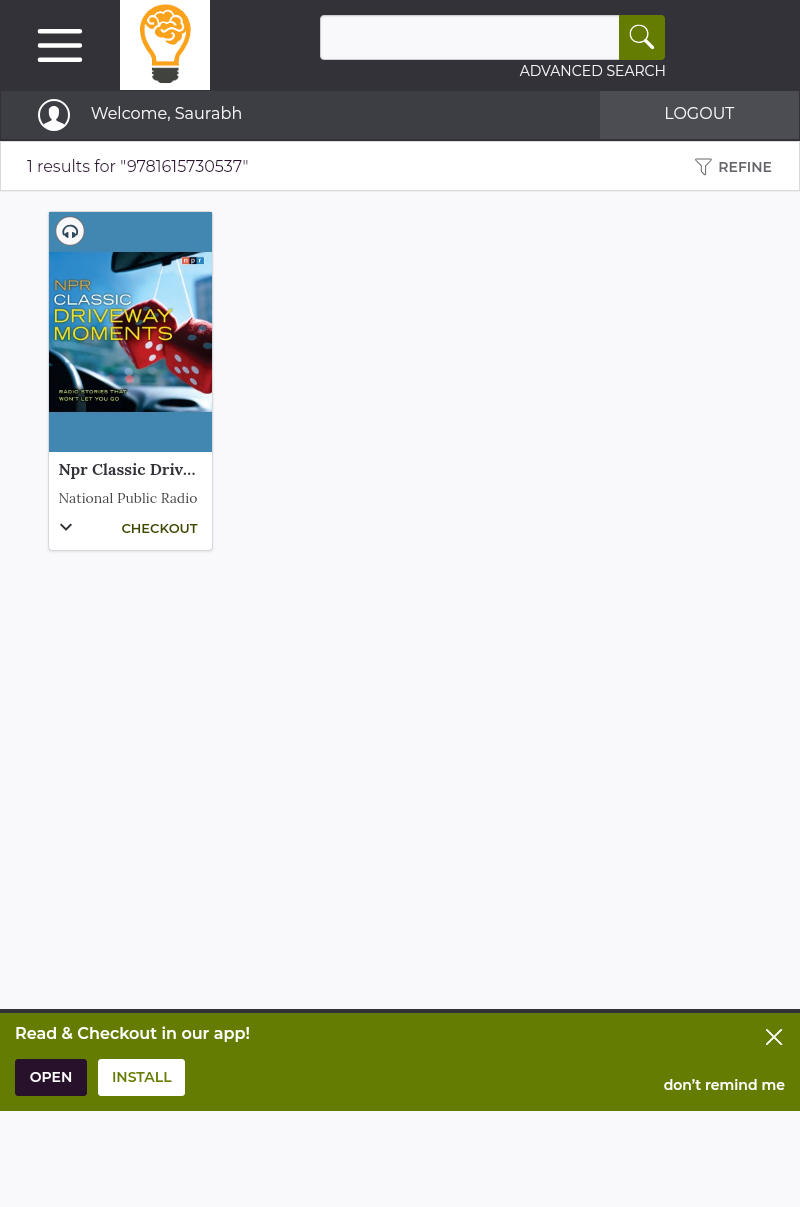 ADVANCED SEARCH
Welcome, Saurabh
LOGOUT
1 results for "9781615730537"
REFINE
npr
NPR
CLASSIC
DRIVEWAY
MOMENTS
RADIO STORIES THAT
WON'T LET YOU GO
Npr Classic Driv...
National Public Radio
CHECKOUT
Read & Checkout in our app!
OPEN
INSTALL
don't remind me